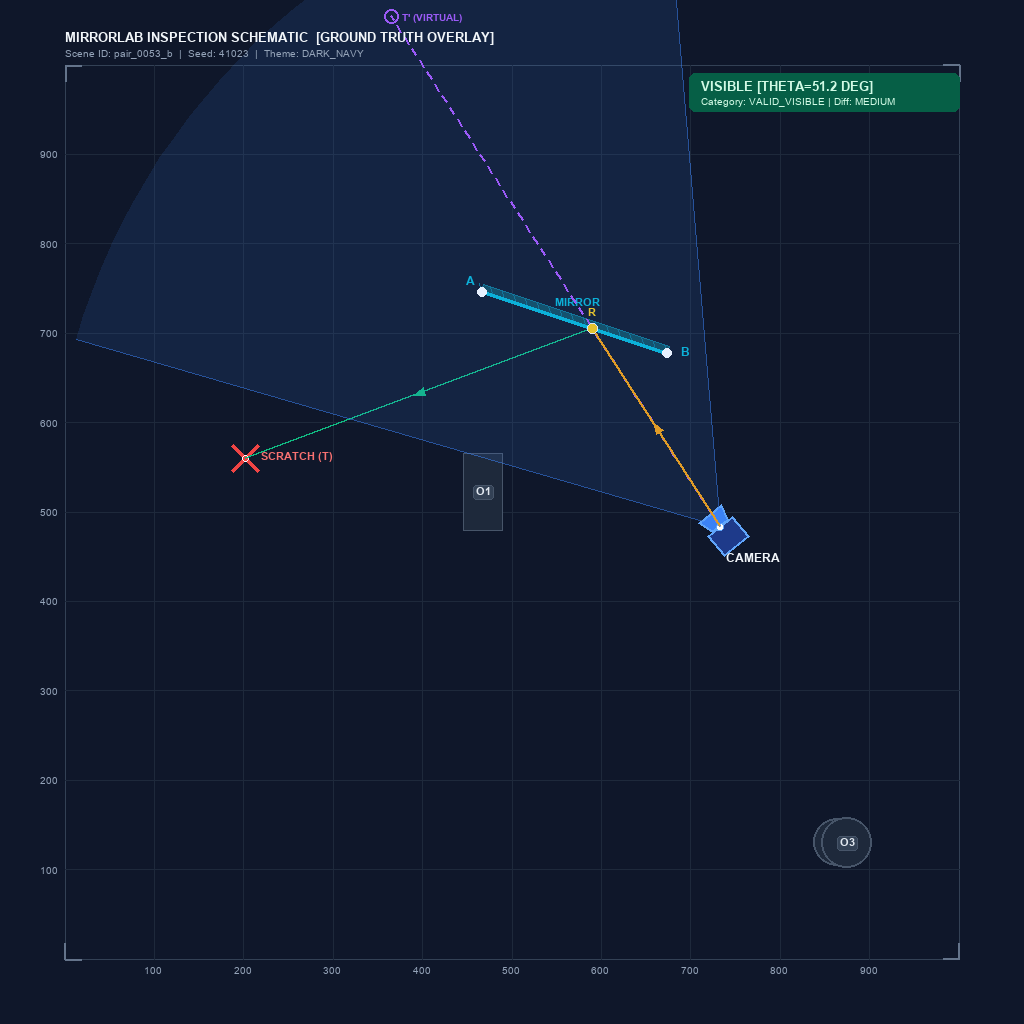 T' (VIRTUAL)
MIRRORLAB INSPECTION SCHEMATIC [GROUND TRUTH OVERLAY]
Scene ID: pair_0053_b | Seed: 41023 | Theme: DARK_NAVY
VISIBLE [THETA=51.2 DEG]
Category: VALID_VISIBLE | Diff: MEDIUM
900
800
A
MIRROR
R
700
B
600
SCRATCH (T)
O1
500
CAMERA
400
300
200
O3
100
100 200 300 400 500 600 700 800 900